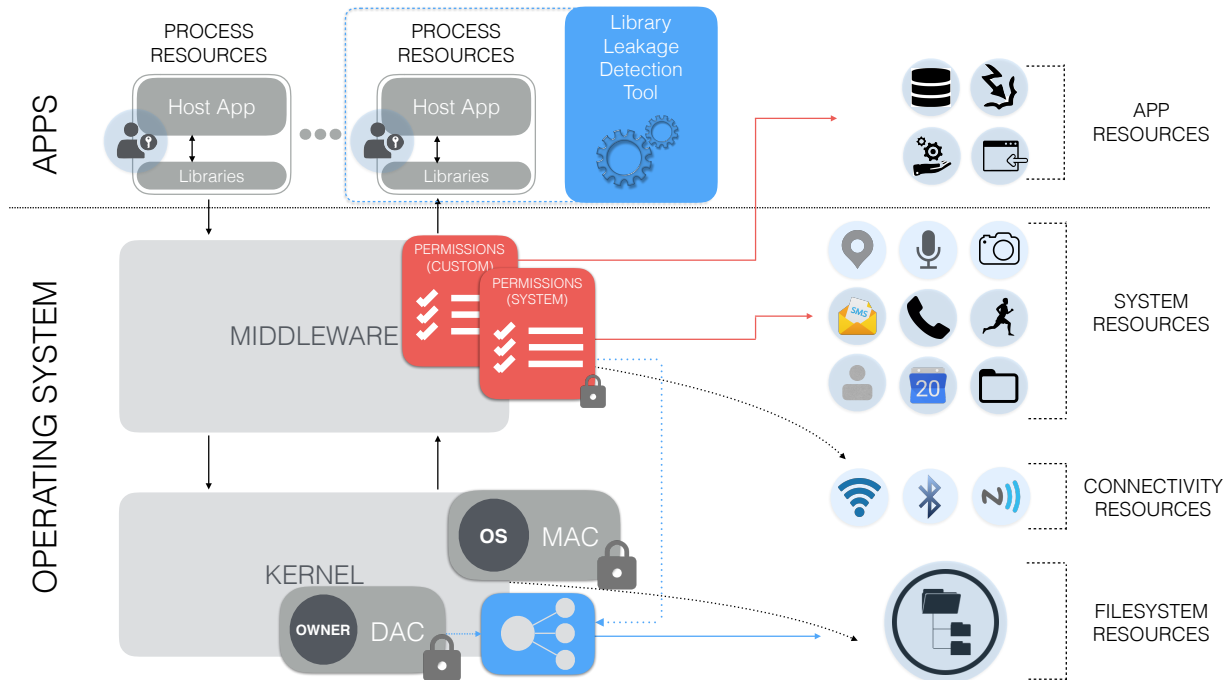 APPS
PROCESS
RESOURCES
Host App
Libraries
PROCESS
RESOURCES
Host App
Libraries
Library
Leakage
Detection
Tool
APP
RESOURCES
OPERATING SYSTEM
MIDDLEWARE
PERMISSIONS
(CUSTOM)
PERMISSIONS
(SYSTEM)
SMS
20
SYSTEM
RESOURCES
CONNECTIVITY
RESOURCES
KERNEL
OS
MAC
OWNER
DAC
FILESYSTEM
RESOURCES